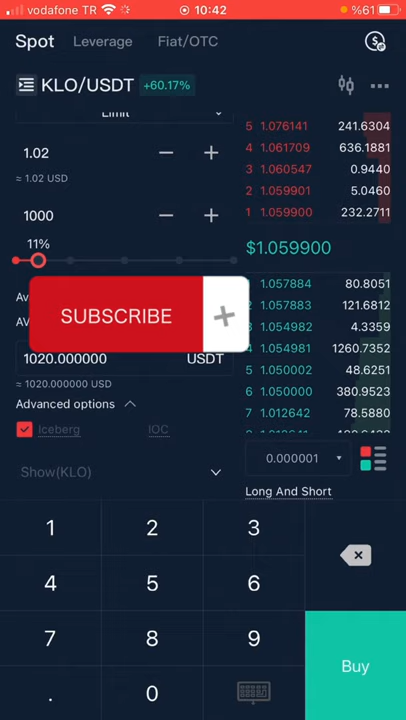 vodafone TR 10:42 %61
Spot Leverage Fiat/OTC
KLO/USDT +60.17%
Limit
5 1.076141 241.6304
1.02 − + 4 1.061709 636.1881
≈ 1.02 USD 3 1.060547 0.9440
2 1.059901 5.0460
1000 − + 1 1.059900 232.2711
11% $1.059900
1.057884 80.8051
Av 1.057883 121.6812
SUBSCRIBE +
AV 3 1.054982 4.3359
4 1.054981 1260.7352
1020.000000 USDT 5 1.050002 48.6251
≈ 1020.000000 USD 6 1.050000 380.9523
Advanced options 7 1.012642 78.5880
Iceberg IOC
Show(KLO) 0.000001
Long And Short
1 2 3
4 5 6
7 8 9
. 0
Buy